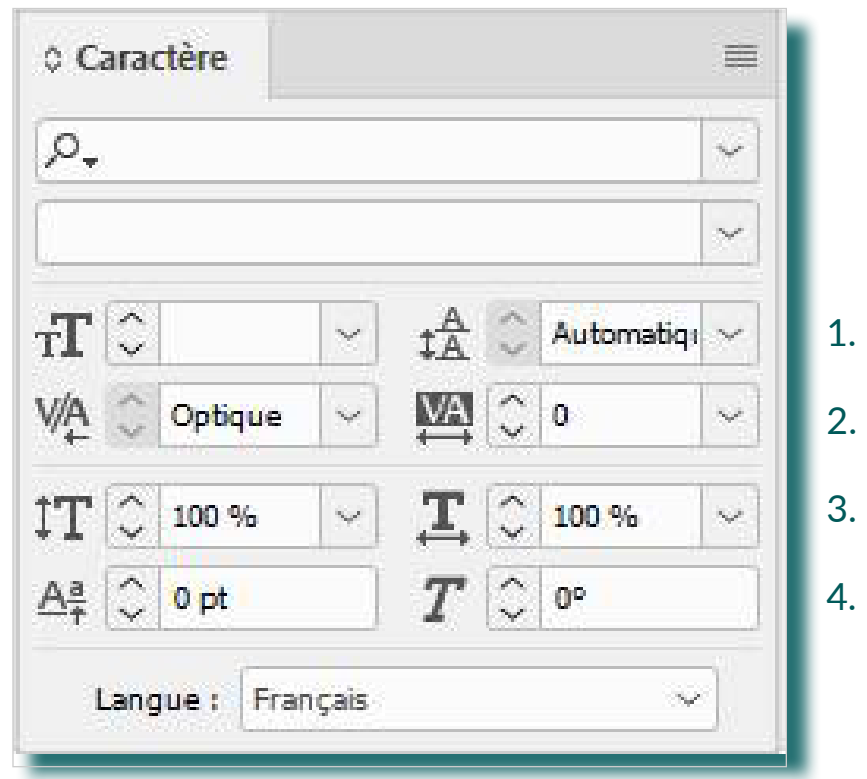 Caractère
Automatiq 1.
Optique 0 2.
100 % 100 % 3.
0 pt 0° 4.
Langue : Français